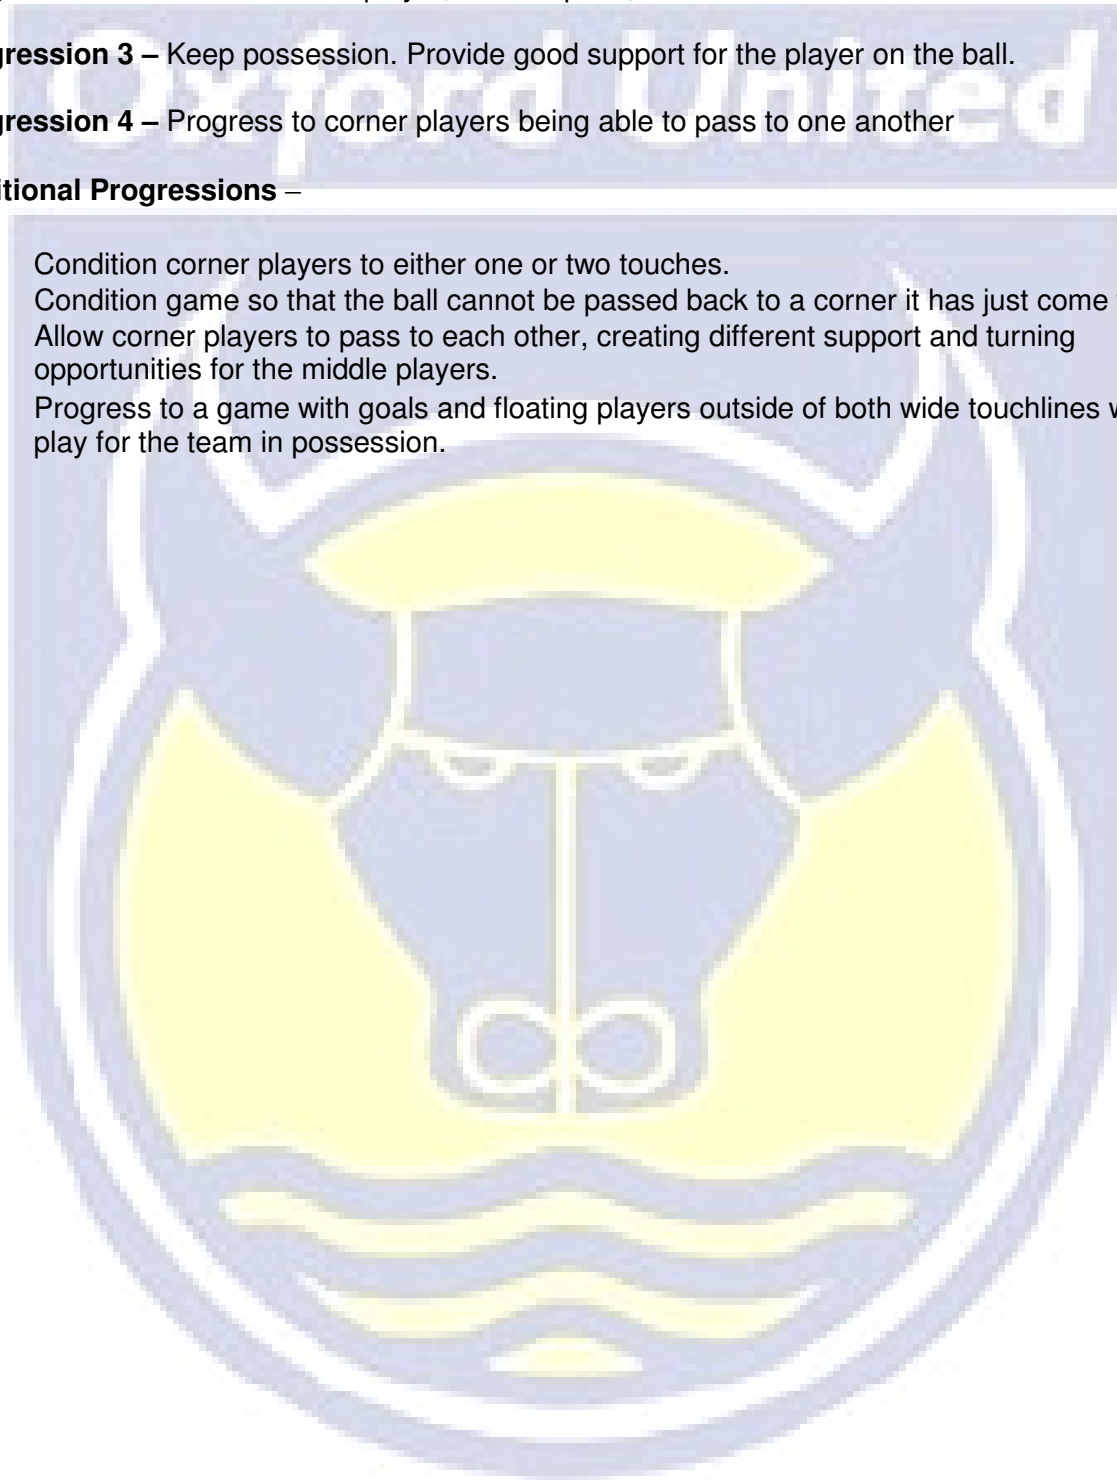 Oxford United
gression 3 – Keep possession. Provide good support for the player on the ball.
gression 4 – Progress to corner players being able to pass to one another
itional Progressions –
Condition corner players to either one or two touches.
Condition game so that the ball cannot be passed back to a corner it has just come
Allow corner players to pass to each other, creating different support and turning
opportunities for the middle players.
Progress to a game with goals and floating players outside of both wide touchlines
play for the team in possession.